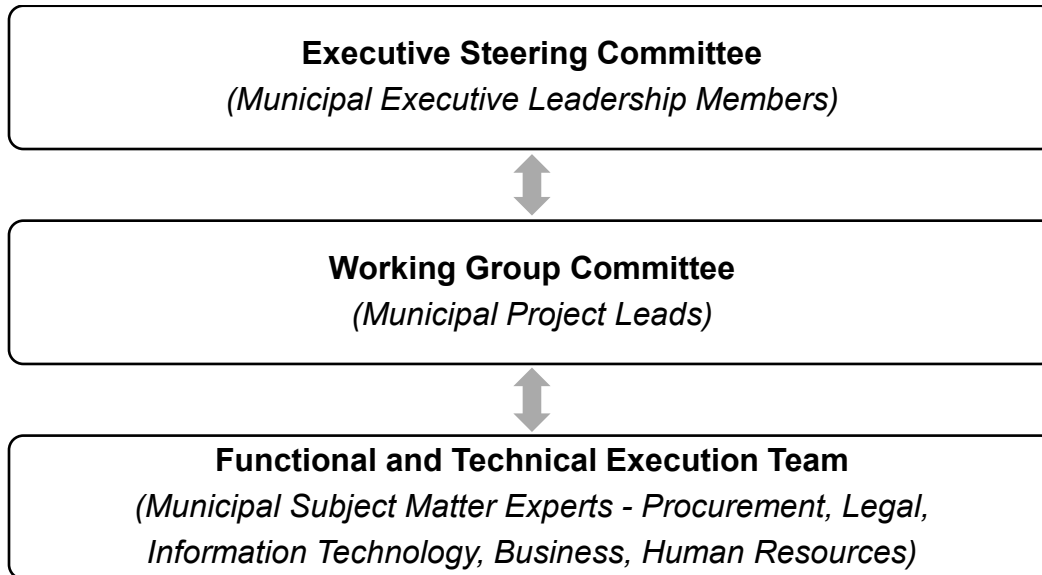 Executive Steering Committee
(Municipal Executive Leadership Members)
Working Group Committee
(Municipal Project Leads)
Functional and Technical Execution Team
(Municipal Subject Matter Experts - Procurement, Legal,
Information Technology, Business, Human Resources)